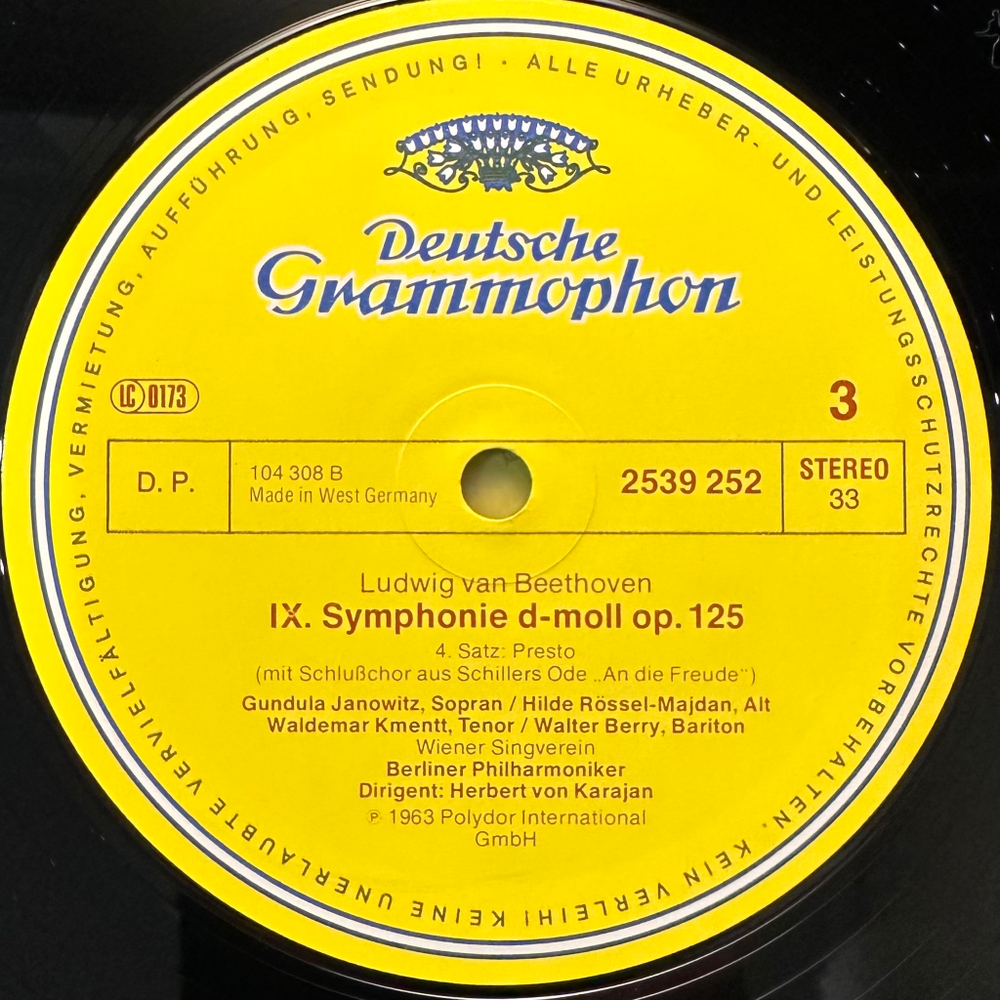 ALLE URHEBER- UND LEISTUNGSSCHUTZRECHTE VORBEHALTEN. KEIN VERLEIH! KEINE UNERLAUBTE VERVIELFÄLTIGUNG, VERMIETUNG, AUFFÜHRUNG, SENDUNG! ·
Deutsche
Grammophon
LC 0173
3
D. P.
104 308 B
Made in West Germany
2539 252
STEREO
33
Ludwig van Beethoven
IX. Symphonie d-moll op. 125
4. Satz: Presto
(mit Schlußchor aus Schillers Ode „An die Freude“)
Gundula Janowitz, Sopran / Hilde Rössel-Majdan, Alt
Waldemar Kmentt, Tenor / Walter Berry, Bariton
Wiener Singverein
Berliner Philharmoniker
Dirigent: Herbert von Karajan
℗ 1963 Polydor International
GmbH